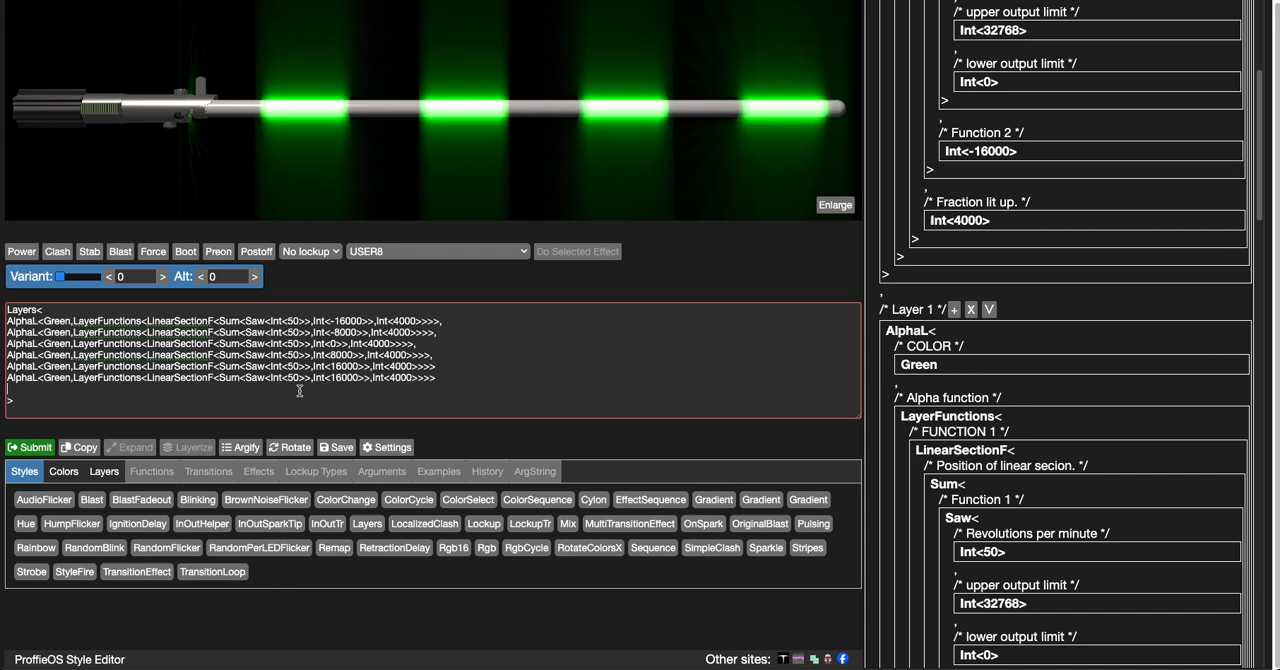 Enlarge
Power Clash Stab Blast Force Boot Preon Postoff No lockup USER8 Do Selected Effect
Variant: < 0 > Alt: < 0 >
Layers<
AlphaL<Green,LayerFunctions<LinearSectionF<Sum<Saw<Int<50>>,Int<-16000>>,Int<4000>>>>,
AlphaL<Green,LayerFunctions<LinearSectionF<Sum<Saw<Int<50>>,Int<-8000>>,Int<4000>>>>,
AlphaL<Green,LayerFunctions<LinearSectionF<Sum<Saw<Int<50>>,Int<0>>,Int<4000>>>>,
AlphaL<Green,LayerFunctions<LinearSectionF<Sum<Saw<Int<50>>,Int<8000>>,Int<4000>>>>,
AlphaL<Green,LayerFunctions<LinearSectionF<Sum<Saw<Int<50>>,Int<16000>>,Int<4000>>>>
AlphaL<Green,LayerFunctions<LinearSectionF<Sum<Saw<Int<50>>,Int<16000>>,Int<4000>>>>
>
Submit Copy Expand Layerize Argify Rotate Save Settings
Styles Colors Layers Functions Transitions Effects Lockup Types Arguments Examples History ArgString
AudioFlicker Blast BlastFadeout Blinking BrownNoiseFlicker ColorChange ColorCycle ColorSelect ColorSequence Cylon EffectSequence Gradient Gradient Gradient
Hue HumpFlicker IgnitionDelay InOutHelper InOutSparkTip InOutTr Layers LocalizedClash Lockup LockupTr Mix MultiTransitionEffect OnSpark OriginalBlast Pulsing
Rainbow RandomBlink RandomFlicker RandomPerLEDFlicker Remap RetractionDelay Rgb16 Rgb RgbCycle RotateColorsX Sequence SimpleClash Sparkle Stripes
Strobe StyleFire TransitionEffect TransitionLoop
ProffieOS Style Editor
Other sites:
/* upper output limit */
Int<32768>
,
/* lower output limit */
Int<0>
>
,
/* Function 2 */
Int<-16000>
>
,
/* Fraction lit up. */
Int<4000>
>
>
>
,
/* Layer 1 */ + X V
AlphaL<
/* COLOR */
Green
,
/* Alpha function */
LayerFunctions<
/* FUNCTION 1 */
LinearSectionF<
/* Position of linear secion. */
Sum<
/* Function 1 */
Saw<
/* Revolutions per minute */
Int<50>
,
/* upper output limit */
Int<32768>
,
/* lower output limit */
Int<0>